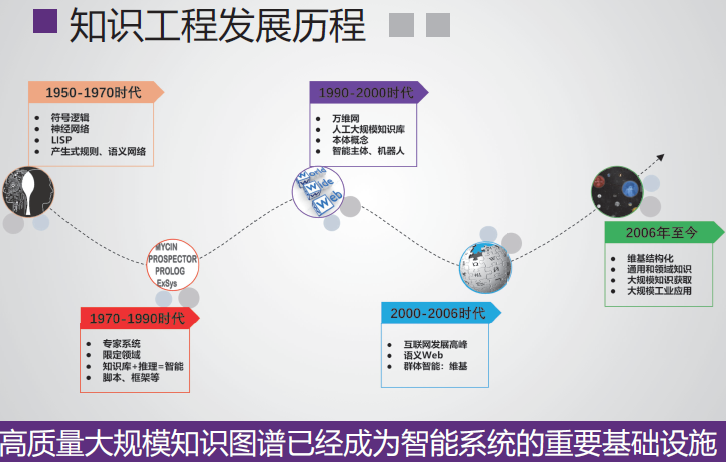 知识工程发展历程
1950-1970时代
符号逻辑
神经网络
LISP
产生式规则、语义网络
1970-1990时代
专家系统
限定领域
知识库+推理=智能
脚本、框架等
MYCIN
PROSPECTOR
PROLOG
ExSys
1990-2000时代
万维网
人工大规模知识库
本体概念
智能主体、机器人
World
Wide
Web
2000-2006时代
互联网发展高峰
语义Web
群体智能：维基
2006年至今
维基结构化
通用和领域知识
大规模知识获取
大规模工业应用
高质量大规模知识图谱已经成为智能系统的重要基础设施